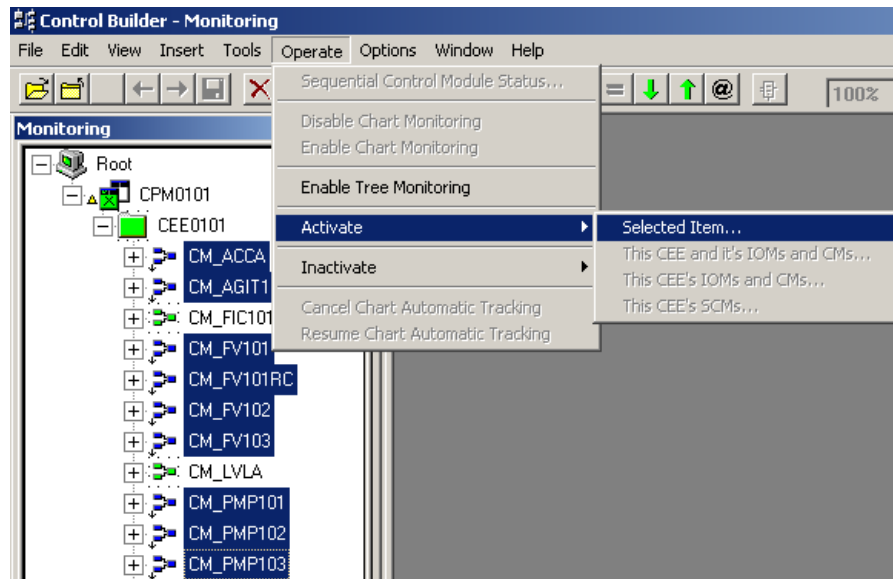 Control Builder - Monitoring
File Edit View Insert Tools Operate Options Window Help
100%
Monitoring
Root
CPM0101
CEE0101
CM_ACCA
CM_AGIT1
CM_FIC101
CM_FV101
CM_FV101RC
CM_FV102
CM_FV103
CM_LVLA
CM_PMP101
CM_PMP102
CM_PMP103
Sequential Control Module Status...
Disable Chart Monitoring
Enable Chart Monitoring
Enable Tree Monitoring
Activate
Inactivate
Cancel Chart Automatic Tracking
Resume Chart Automatic Tracking
Selected Item...
This CEE and it's IOMs and CMs...
This CEE's IOMs and CMs...
This CEE's SCMs...